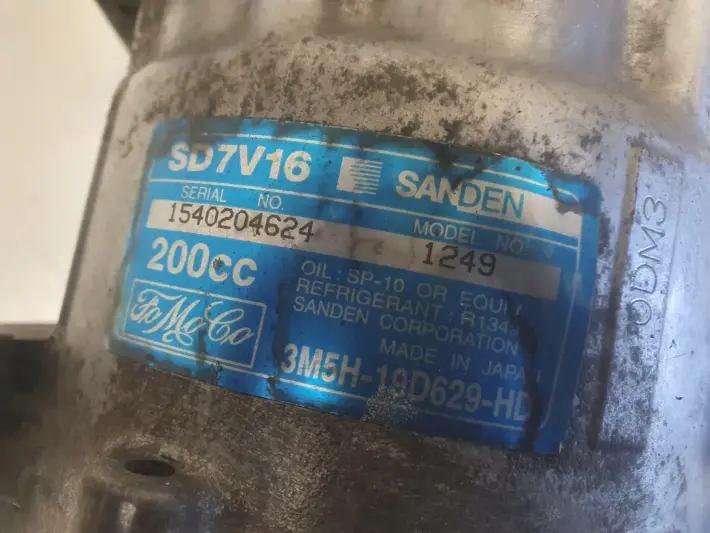 SD7V16 SANDEN
SERIAL NO. MODEL NO.
1540204624 1249
200CC
OIL : SP-10 OR
REFRIGERANT : R134
SANDEN CORPORATION
MADE IN JAPAN
FoMoCo
3M5H-19D629-HD
ODM3